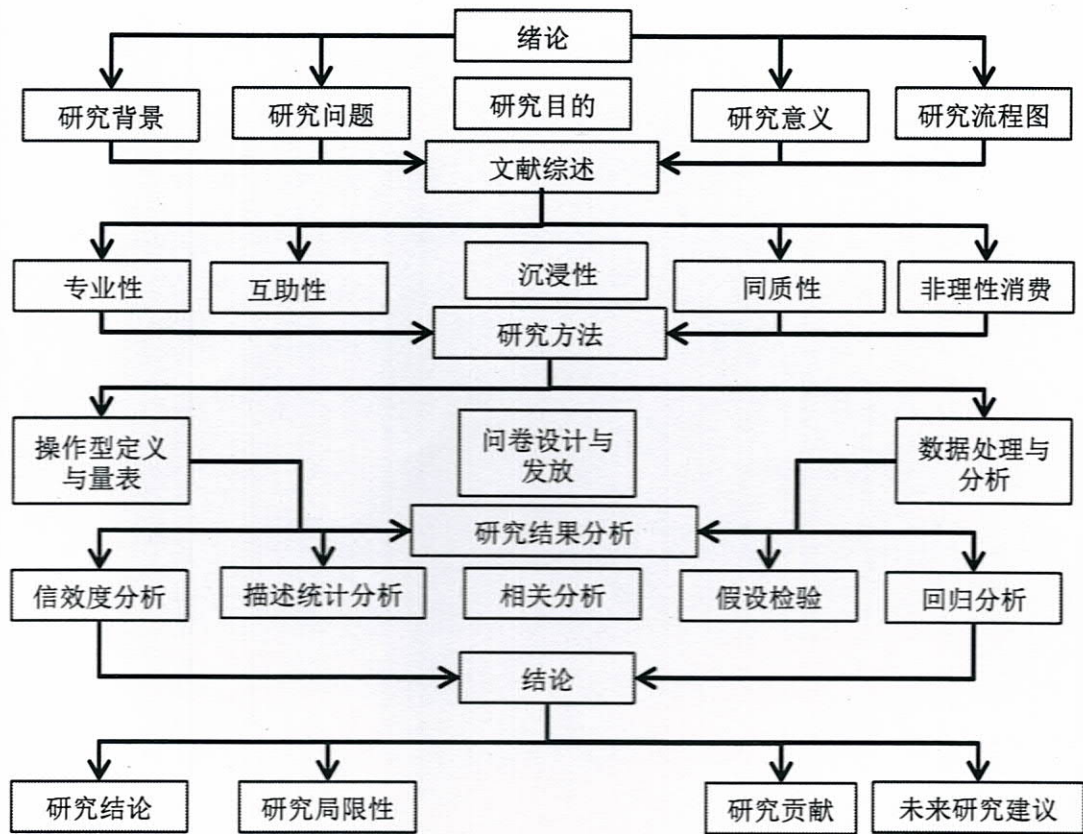 绪论
研究背景
研究问题
研究目的
研究意义
研究流程图
文献综述
专业性
互助性
沉浸性
同质性
非理性消费
研究方法
操作型定义
与量表
问卷设计与
发放
数据处理与
分析
研究结果分析
信效度分析
描述统计分析
相关分析
假设检验
回归分析
结论
研究结论
研究局限性
研究贡献
未来研究建议